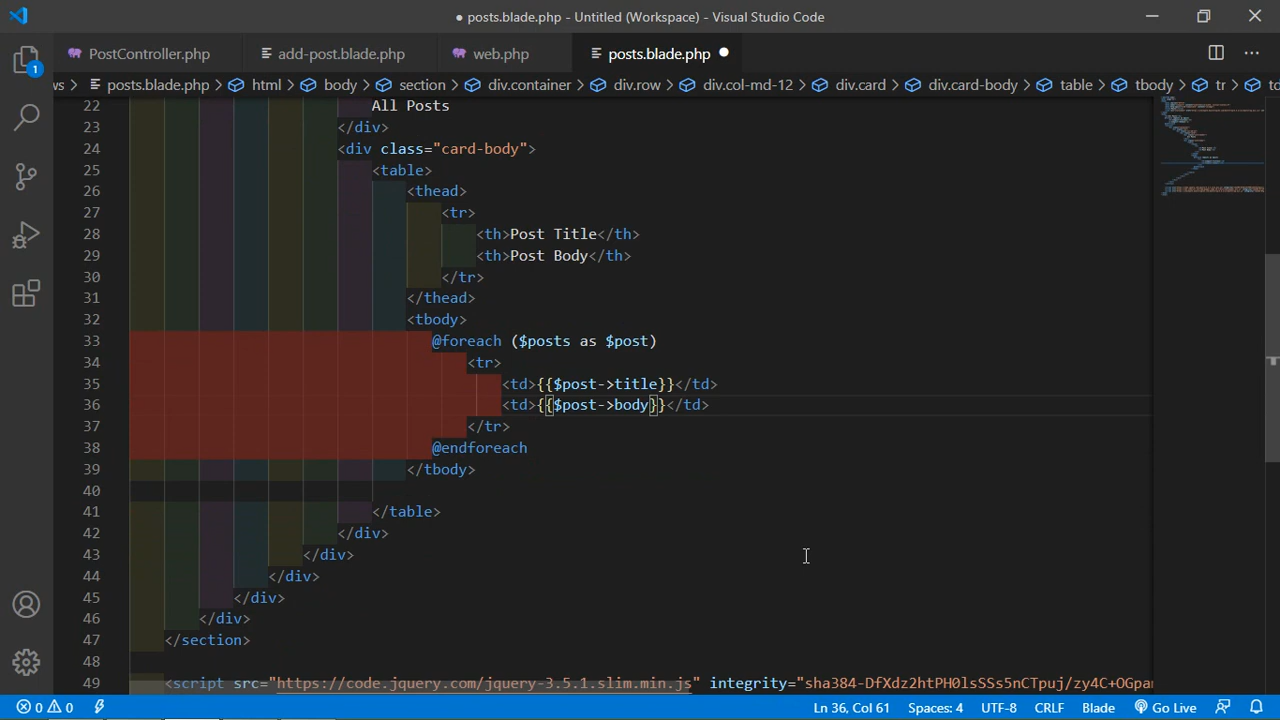 ● posts.blade.php - Untitled (Workspace) - Visual Studio Code
PostController.php
add-post.blade.php
web.php
posts.blade.php ●
1
ws > posts.blade.php > html > body > section > div.container > div.row > div.col-md-12 > div.card > div.card-body > table > tbody > tr >
22 All Posts
23 </div>
24 <div class="card-body">
25 <table>
26 <thead>
27 <tr>
28 <th>Post Title</th>
29 <th>Post Body</th>
30 </tr>
31 </thead>
32 <tbody>
33 @foreach ($posts as $post)
34 <tr>
35 <td>{{$post->title}}</td>
36 <td>{{$post->body}}</td>
37 </tr>
38 @endforeach
39 </tbody>
40
41 </table>
42 </div>
43 </div>
44 </div>
45 </div>
46 </div>
47 </section>
48
49 <script src="https://code.jquery.com/jquery-3.5.1.slim.min.js" integrity="sha384-DfXdz2htPH0lsSSs5nCTpuj/zy4C+OGpa
0 0 Ln 36, Col 61 Spaces: 4 UTF-8 CRLF Blade Go Live